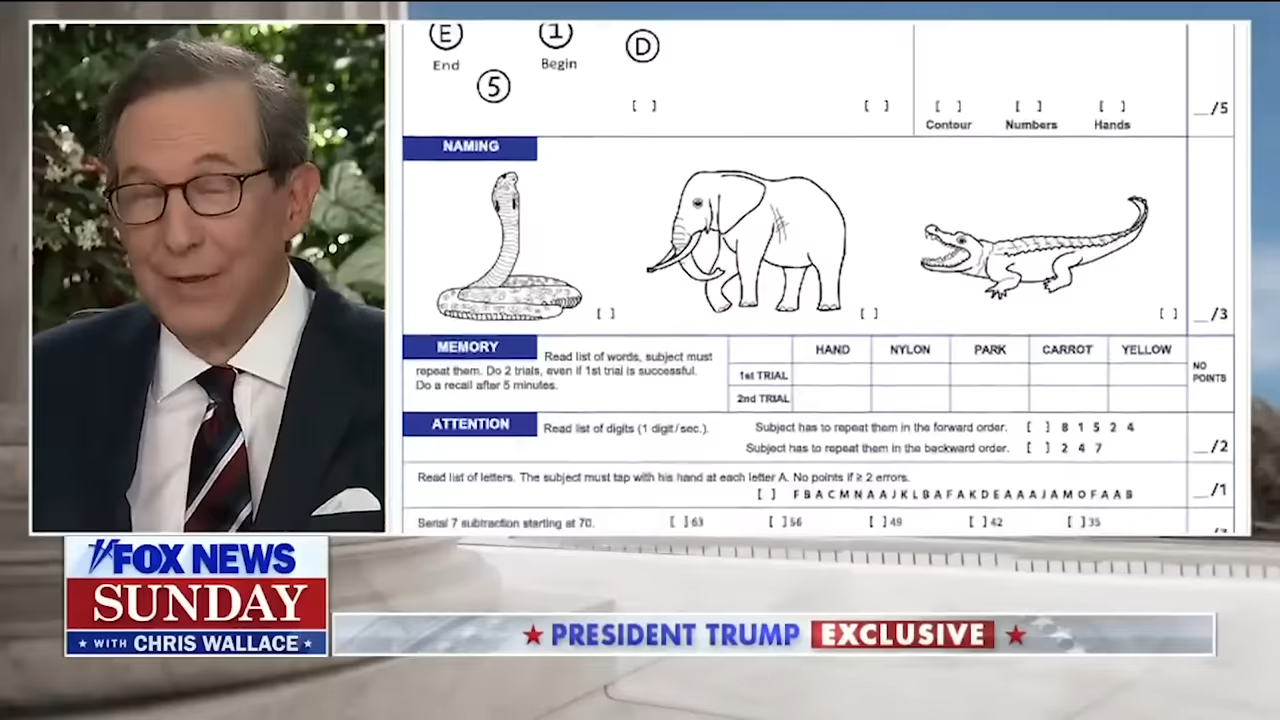 E
1
D
End
Begin
5
[ ]
[ ]
[ ]
[ ]
[ ]
Contour
Numbers
Hands
__/5
NAMING
[ ]
[ ]
[ ]
__/3
MEMORY
Read list of words, subject must
repeat them. Do 2 trials, even if 1st trial is successful.
Do a recall after 5 minutes.
HAND NYLON PARK CARROT YELLOW
1st TRIAL
2nd TRIAL
NO
POINTS
ATTENTION
Read list of digits (1 digit/sec.).
Subject has to repeat them in the forward order. [ ] 8 1 5 2 4
Subject has to repeat them in the backward order. [ ] 2 4 7
__/2
Read list of letters. The subject must tap with his hand at each letter A. No points if ≥ 2 errors.
[ ] F B A C M N A A J K L B A F A K D E A A A J A M O F A A B
__/1
Serial 7 subtraction starting at 70.
[ ] 63
[ ] 56
[ ] 49
[ ] 42
[ ] 35
FOX NEWS
SUNDAY
WITH CHRIS WALLACE
PRESIDENT TRUMP EXCLUSIVE